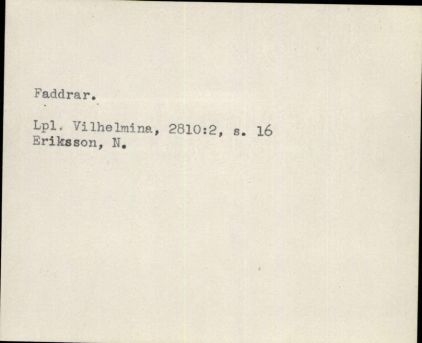 Faddrar.
Lpl. Vilhelmina, 2810:2, s. 16
Eriksson, N.